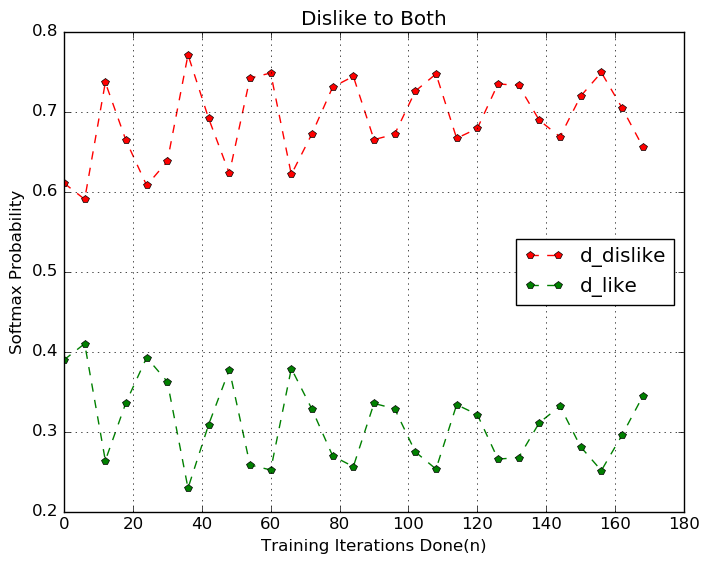 Dislike to Both
0.8
0.7
0.6
0.5
0.4
0.3
0.2
Softmax Probability
d_dislike
d_like
0 20 40 60 80 100 120 140 160 180
Training Iterations Done(n)